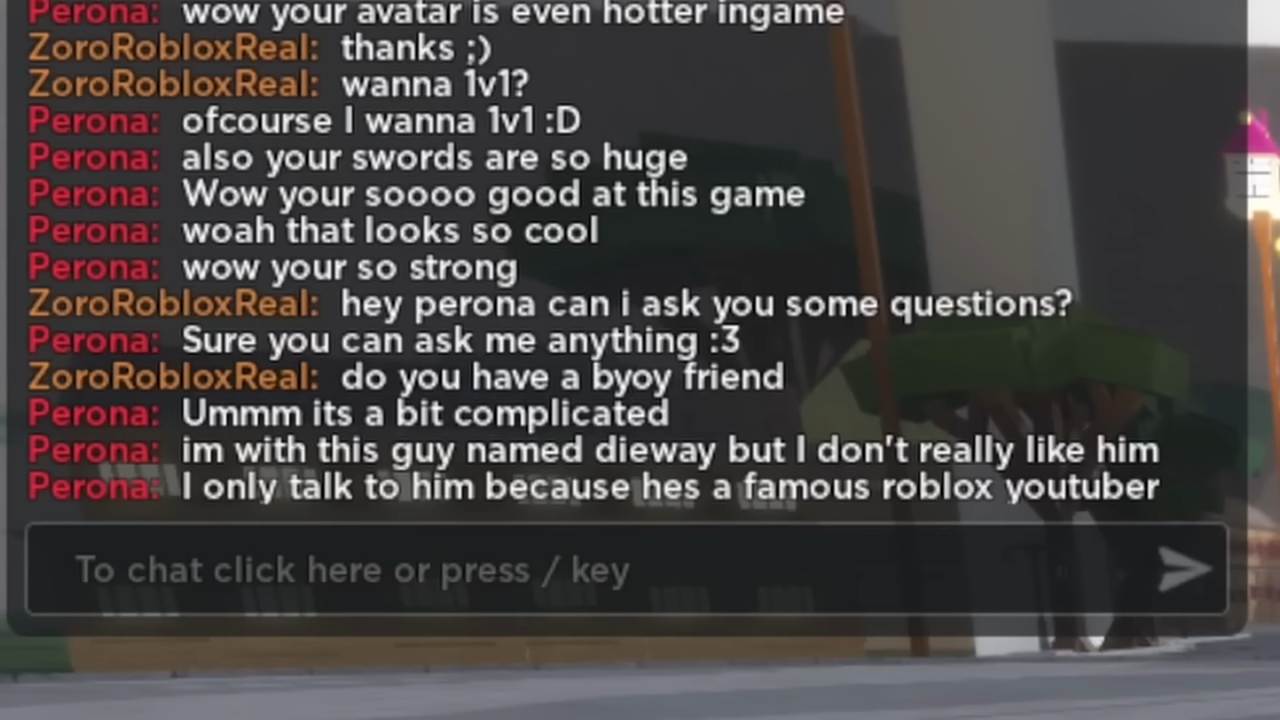 Perona: wow your avatar is even hotter ingame
ZoroRobloxReal: thanks ;)
ZoroRobloxReal: wanna 1v1?
Perona: ofcourse I wanna 1v1 :D
Perona: also your swords are so huge
Perona: Wow your soooo good at this game
Perona: woah that looks so cool
Perona: wow your so strong
ZoroRobloxReal: hey perona can i ask you some questions?
Perona: Sure you can ask me anything :3
ZoroRobloxReal: do you have a byoy friend
Perona: Ummm its a bit complicated
Perona: im with this guy named dieway but I don't really like him
Perona: I only talk to him because hes a famous roblox youtuber
To chat click here or press / key